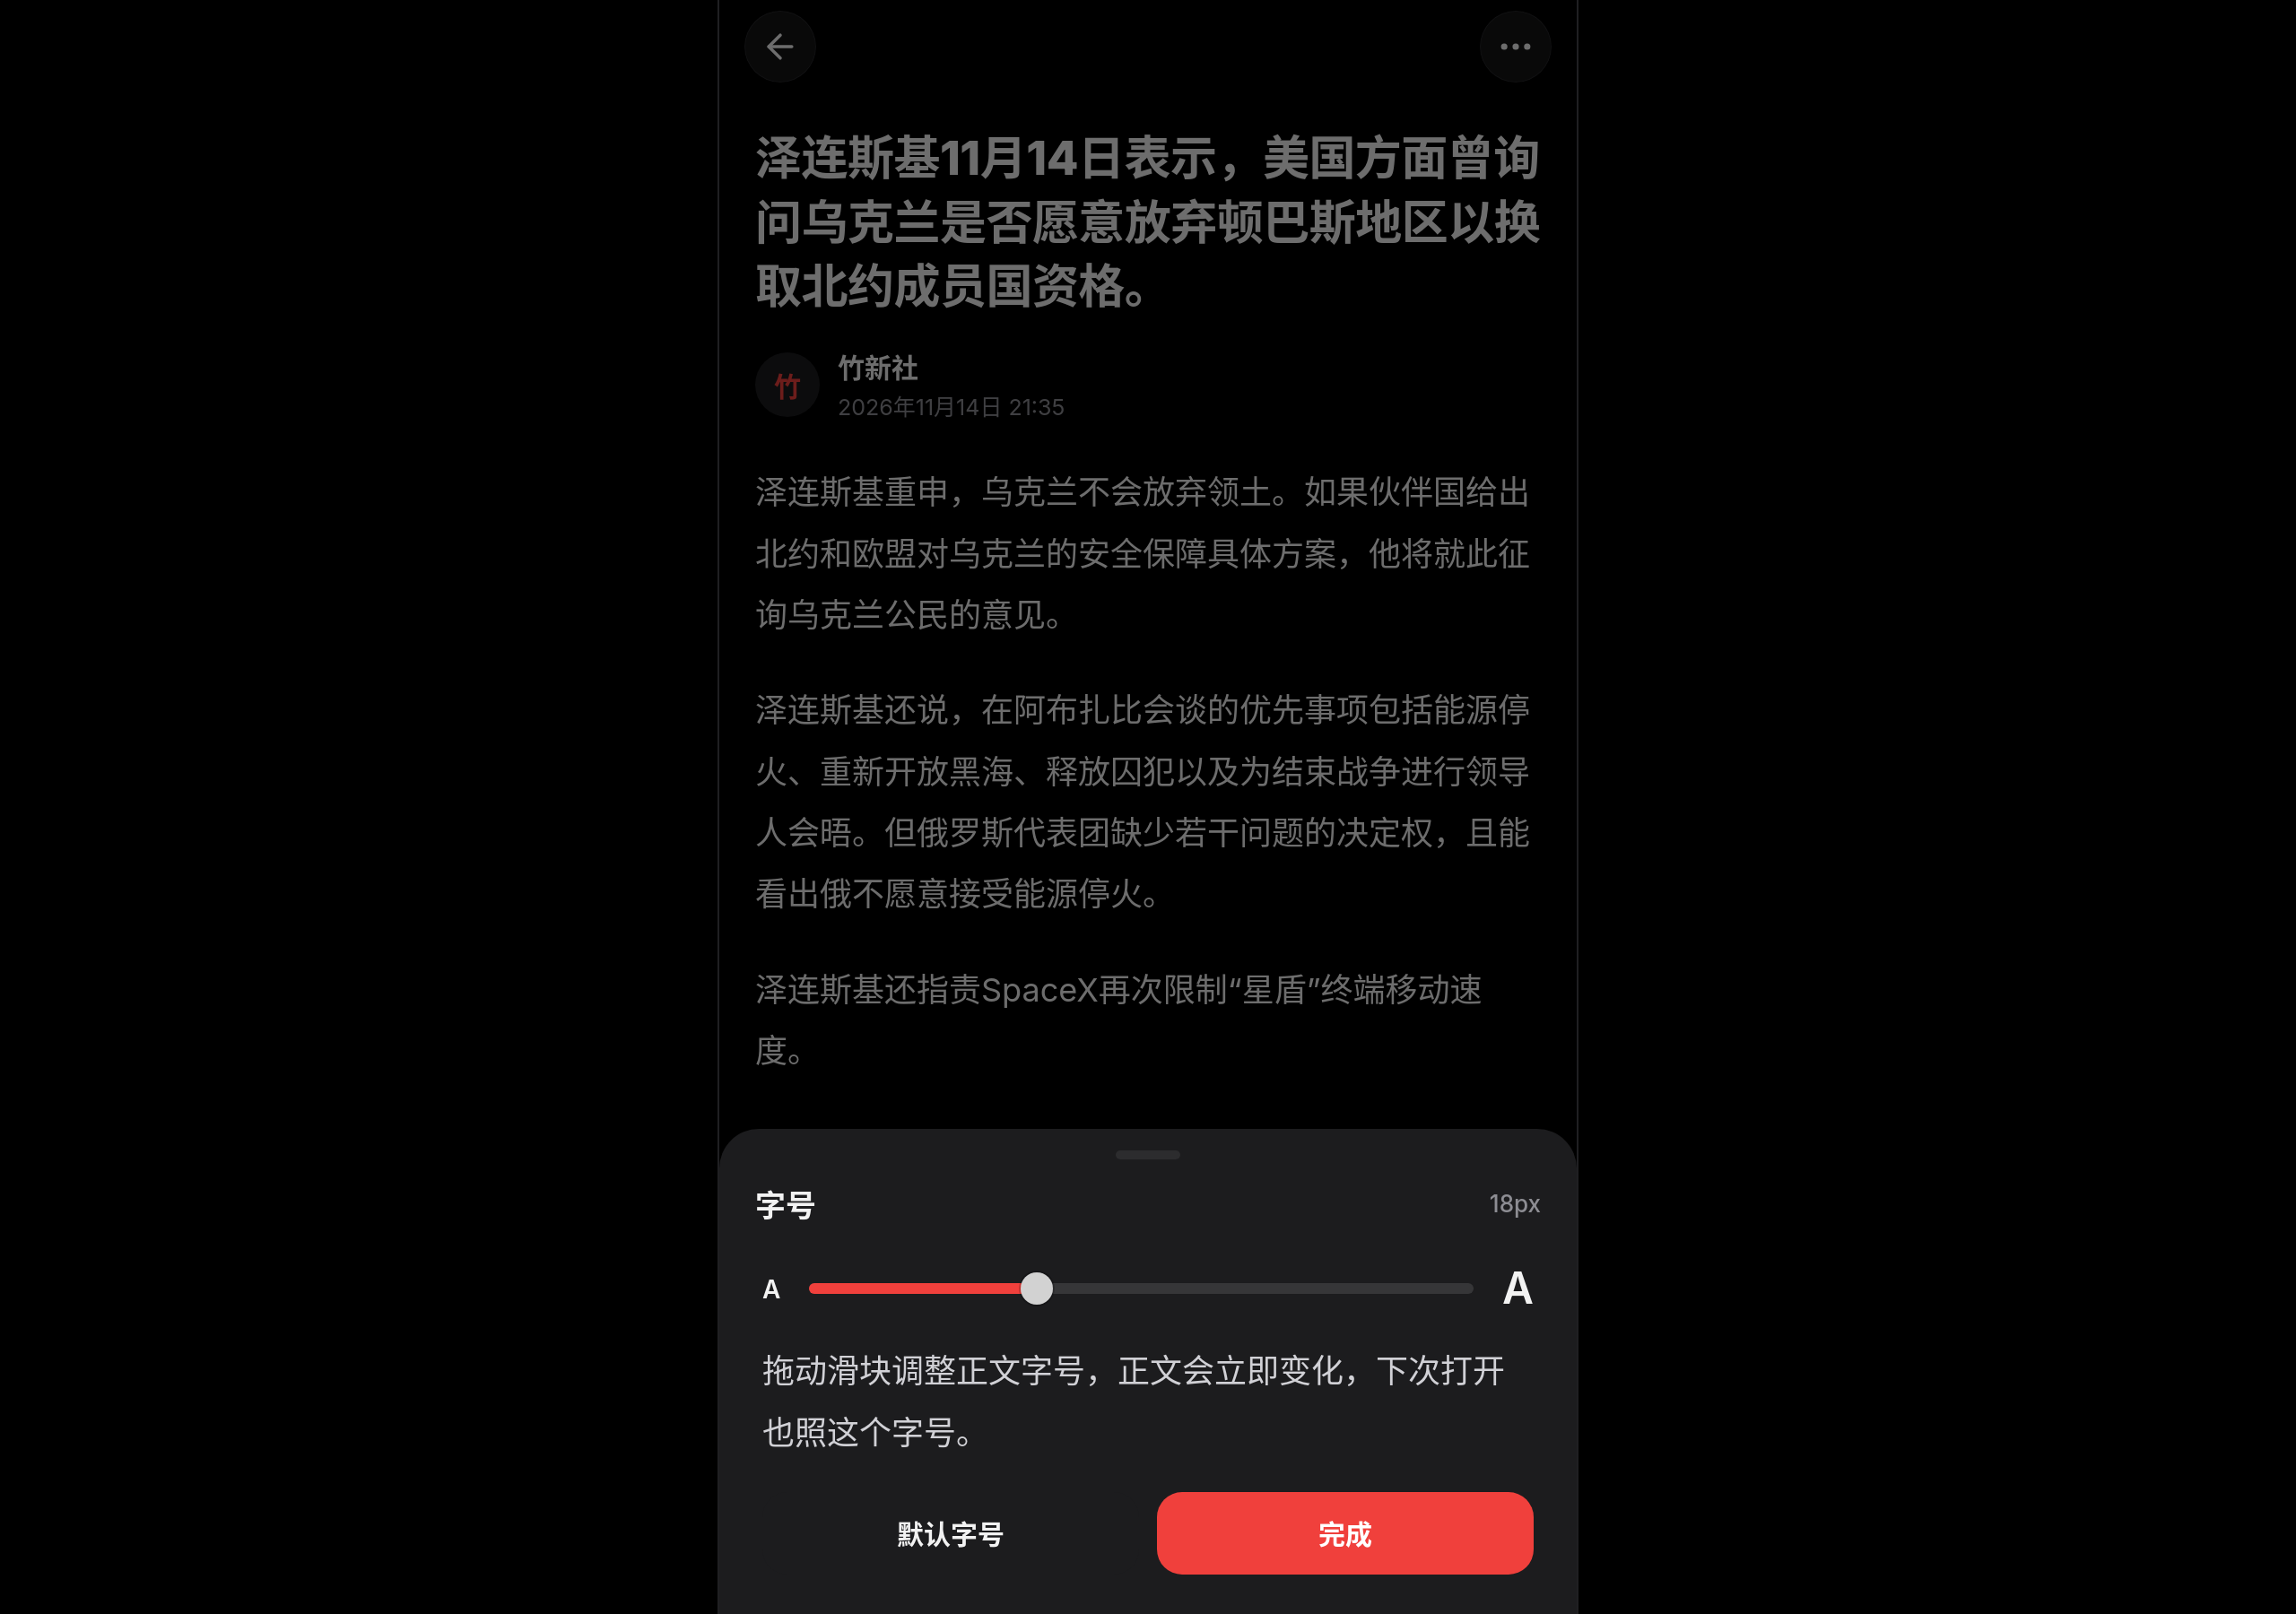 泽连斯基11月14日表示，美国方面曾询
问乌克兰是否愿意放弃顿巴斯地区以换
取北约成员国资格。
竹
竹新社
2026年11月14日 21:35
泽连斯基重申，乌克兰不会放弃领土。如果伙伴国给出
北约和欧盟对乌克兰的安全保障具体方案，他将就此征
询乌克兰公民的意见。
泽连斯基还说，在阿布扎比会谈的优先事项包括能源停
火、重新开放黑海、释放囚犯以及为结束战争进行领导
人会晤。但俄罗斯代表团缺少若干问题的决定权，且能
看出俄不愿意接受能源停火。
泽连斯基还指责SpaceX再次限制“星盾”终端移动速
度。
字号
18px
A
A
拖动滑块调整正文字号，正文会立即变化，下次打开
也照这个字号。
默认字号
完成